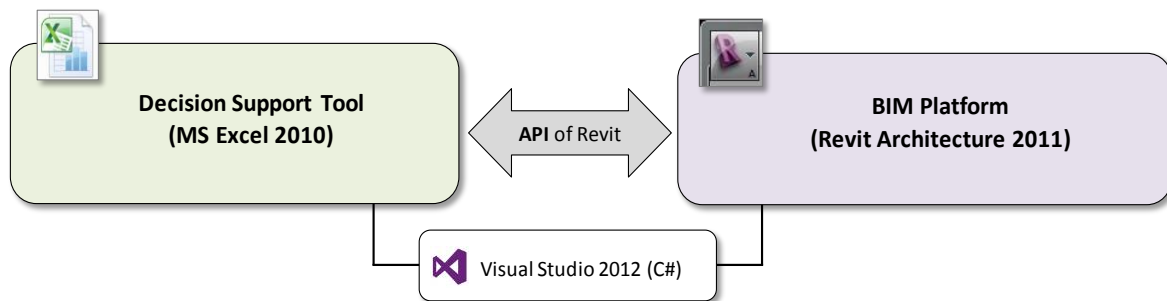 Decision Support Tool
(MS Excel 2010)
API of Revit
BIM Platform
(Revit Architecture 2011)
Visual Studio 2012 (C#)
X
R
A